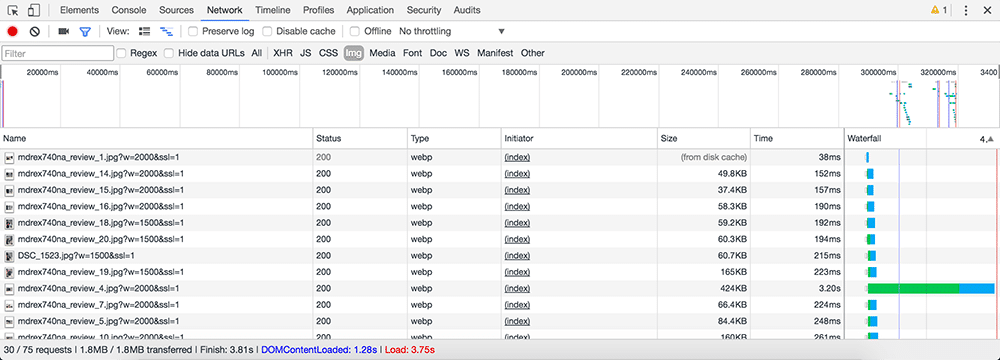 Elements Console Sources Network Timeline Profiles Application Security Audits 1
View: Preserve log Disable cache Offline No throttling
Filter Regex Hide data URLs All XHR JS CSS Img Media Font Doc WS Manifest Other
20000ms 40000ms 60000ms 80000ms 100000ms 120000ms 140000ms 160000ms 180000ms 200000ms 220000ms 240000ms 260000ms 280000ms 300000ms 320000ms 3400
Name Status Type Initiator Size Time Waterfall 4.
mdrex740na_review_1.jpg?w=2000&ssl=1 200 webp (index) (from disk cache) 38ms
mdrex740na_review_14.jpg?w=2000&ssl=1 200 webp (index) 49.8KB 152ms
mdrex740na_review_15.jpg?w=2000&ssl=1 200 webp (index) 37.4KB 157ms
mdrex740na_review_16.jpg?w=2000&ssl=1 200 webp (index) 58.3KB 190ms
mdrex740na_review_18.jpg?w=1500&ssl=1 200 webp (index) 59.2KB 192ms
mdrex740na_review_20.jpg?w=1500&ssl=1 200 webp (index) 60.3KB 194ms
DSC_1523.jpg?w=1500&ssl=1 200 webp (index) 60.7KB 215ms
mdrex740na_review_19.jpg?w=1500&ssl=1 200 webp (index) 165KB 223ms
mdrex740na_review_4.jpg?w=2000&ssl=1 200 webp (index) 424KB 3.20s
mdrex740na_review_7.jpg?w=2000&ssl=1 200 webp (index) 66.4KB 224ms
mdrex740na_review_5.jpg?w=2000&ssl=1 200 webp (index) 84.4KB 248ms
mdrex740na_review_10.jpg?w=2000&ssl=1 200 webp (index) 160KB 261ms
30 / 75 requests | 1.8MB / 1.8MB transferred | Finish: 3.81s | DOMContentLoaded: 1.28s | Load: 3.75s